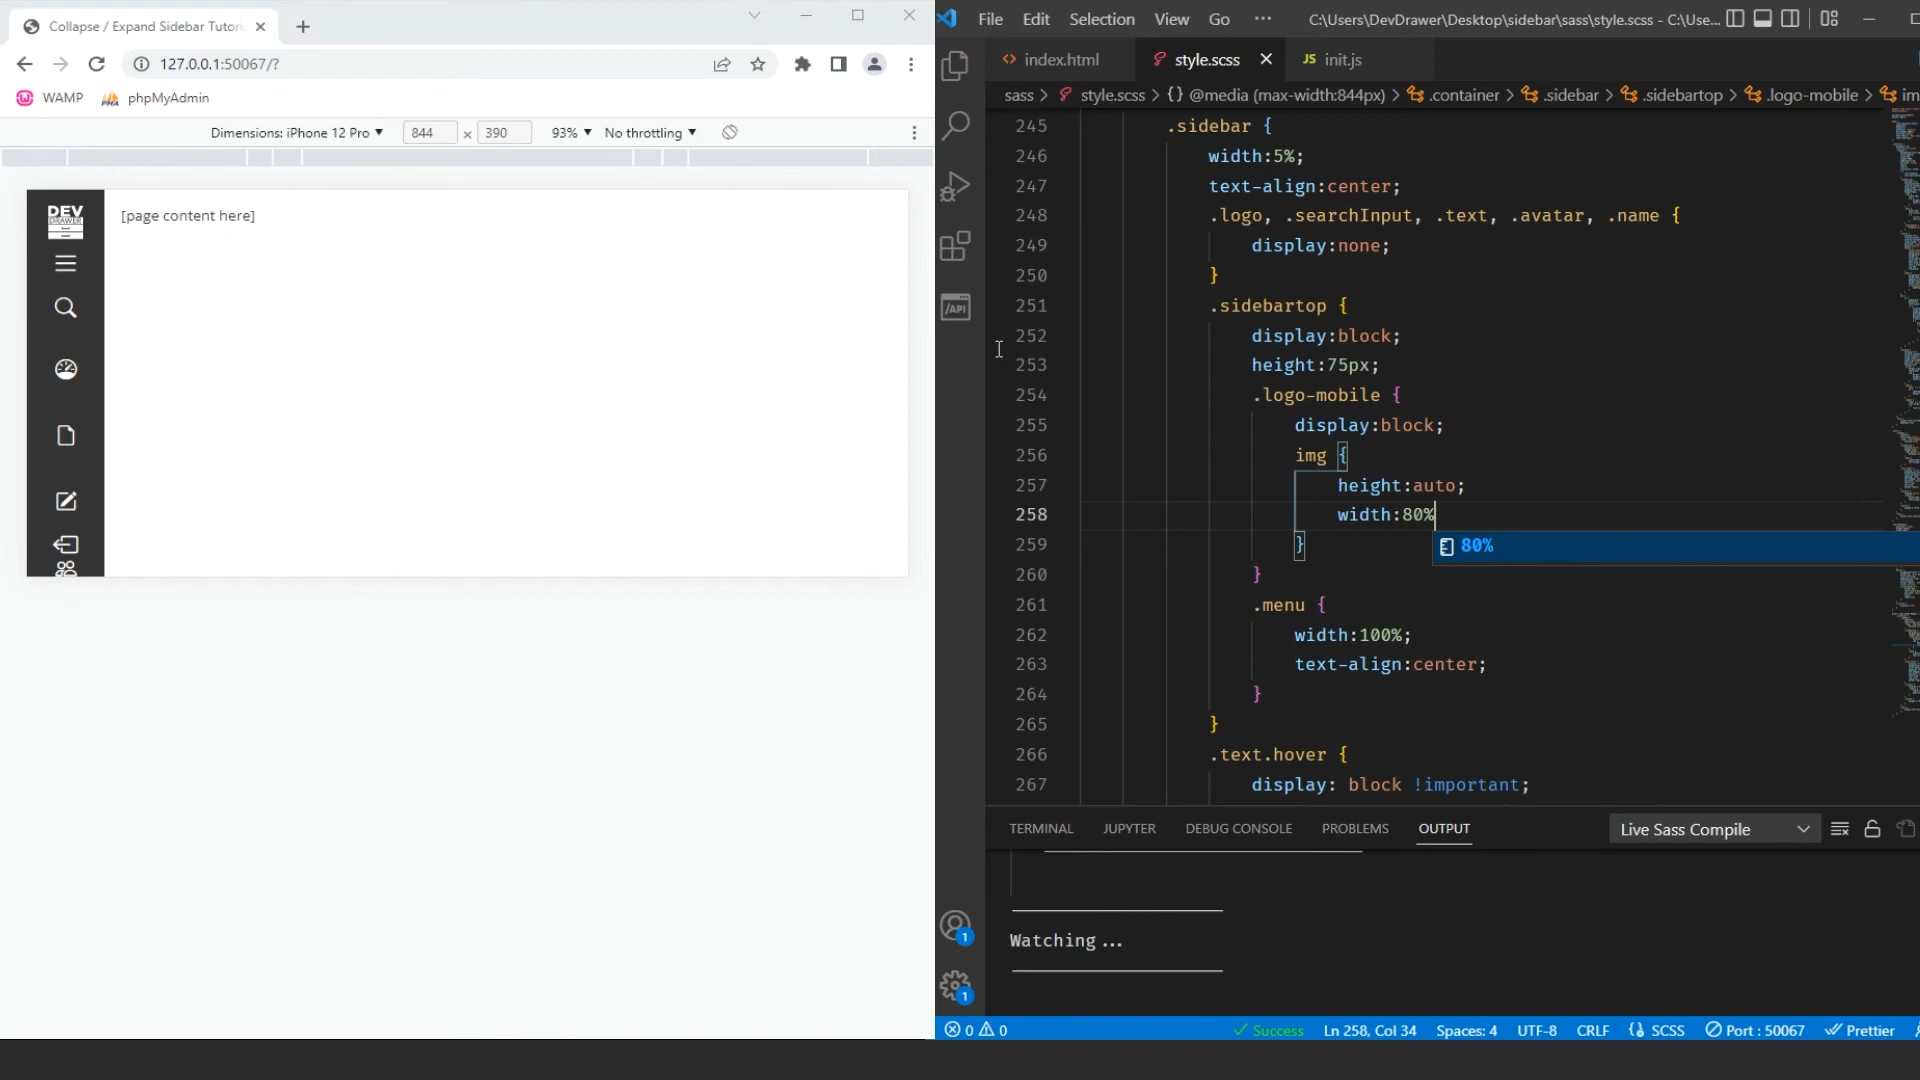 Collapse / Expand Sidebar Tutori
127.0.0.1:50067/?
WAMP
phpMyAdmin
Dimensions: iPhone 12 Pro ▼ 844 × 390 93% ▼ No throttling ▼
DEV
DRAWER
[page content here]
File Edit Selection View Go ··· C:\Users\DevDrawer\Desktop\sidebar\sass\style.scss - C:\Use...
<> index.html
style.scss ×
JS init.js
sass > style.scss > {} @media (max-width:844px) > .container > .sidebar > .sidebartop > .logo-mobile > im
/API
245 .sidebar {
246 width:5%;
247 text-align:center;
248 .logo, .searchInput, .text, .avatar, .name {
249 display:none;
250 }
251 .sidebartop {
252 display:block;
253 height:75px;
254 .logo-mobile {
255 display:block;
256 img {
257 height:auto;
258 width:80%
259 }
80%
260 }
261 .menu {
262 width:100%;
263 text-align:center;
264 }
265 }
266 .text.hover {
267 display: block !important;
TERMINAL JUPYTER DEBUG CONSOLE PROBLEMS OUTPUT Live Sass Compile
Watching...
1
1
0 0 Success Ln 258, Col 34 Spaces: 4 UTF-8 CRLF SCSS Port : 50067 Prettier